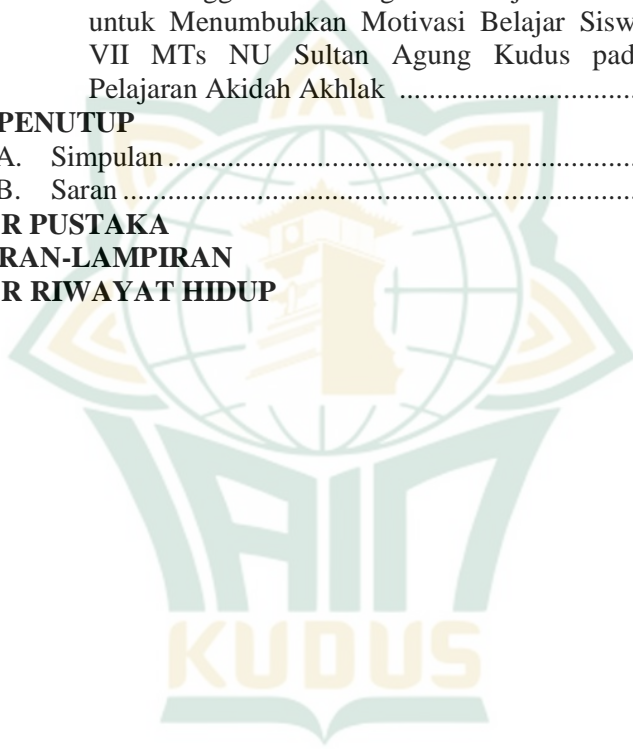 untuk Menumbuhkan Motivasi Belajar Sisw
VII MTs NU Sultan Agung Kudus pad
Pelajaran Akidah Akhlak ................................
PENUTUP
A. Simpulan ...............................................................
B. Saran .....................................................................
R PUSTAKA
RAN-LAMPIRAN
R RIWAYAT HIDUP
IAIN
KUDUS